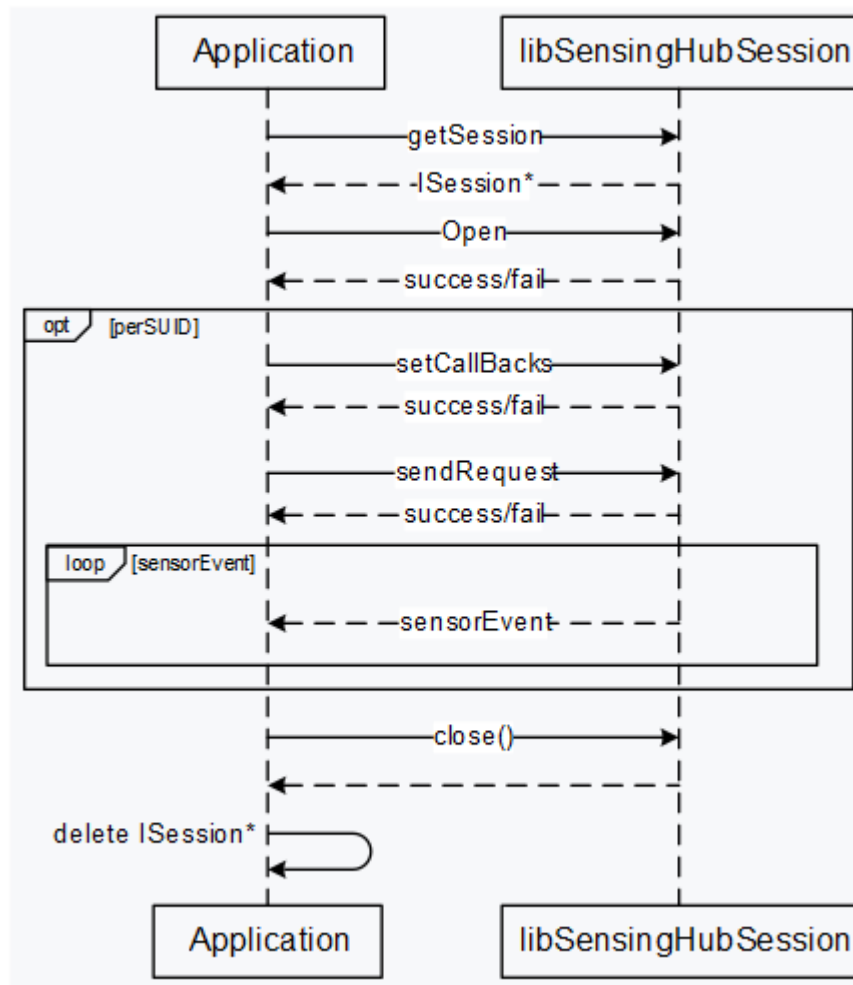 Application
libSensingHubSession
getSession
ISession*
Open
success/fail
opt [perSUID]
setCallBacks
success/fail
sendRequest
success/fail
loop [sensorEvent]
sensorEvent
close()
delete ISession*
Application
libSensingHubSession